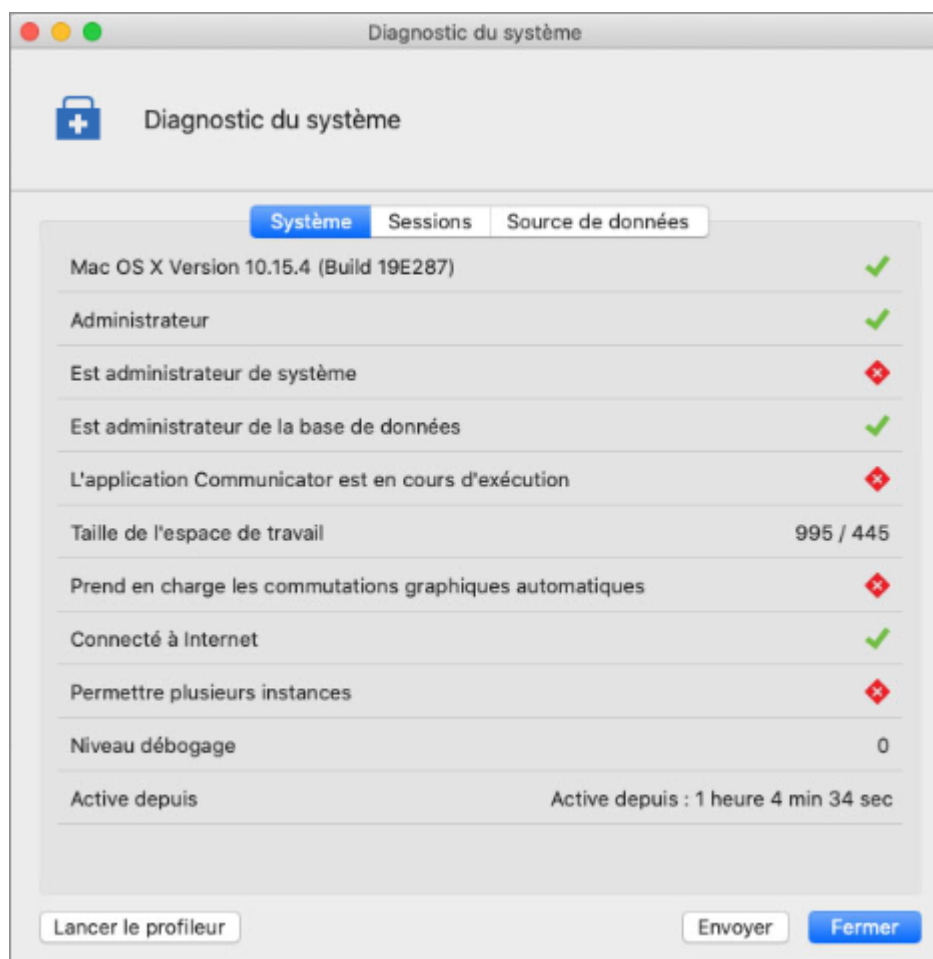 Diagnostic du système
Diagnostic du système
Système Sessions Source de données
Mac OS X Version 10.15.4 (Build 19E287)
Administrateur
Est administrateur de système
Est administrateur de la base de données
L'application Communicator est en cours d'exécution
Taille de l'espace de travail 995 / 445
Prend en charge les commutations graphiques automatiques
Connecté à Internet
Permettre plusieurs instances
Niveau débogage 0
Active depuis Active depuis : 1 heure 4 min 34 sec
Lancer le profileur Envoyer Fermer